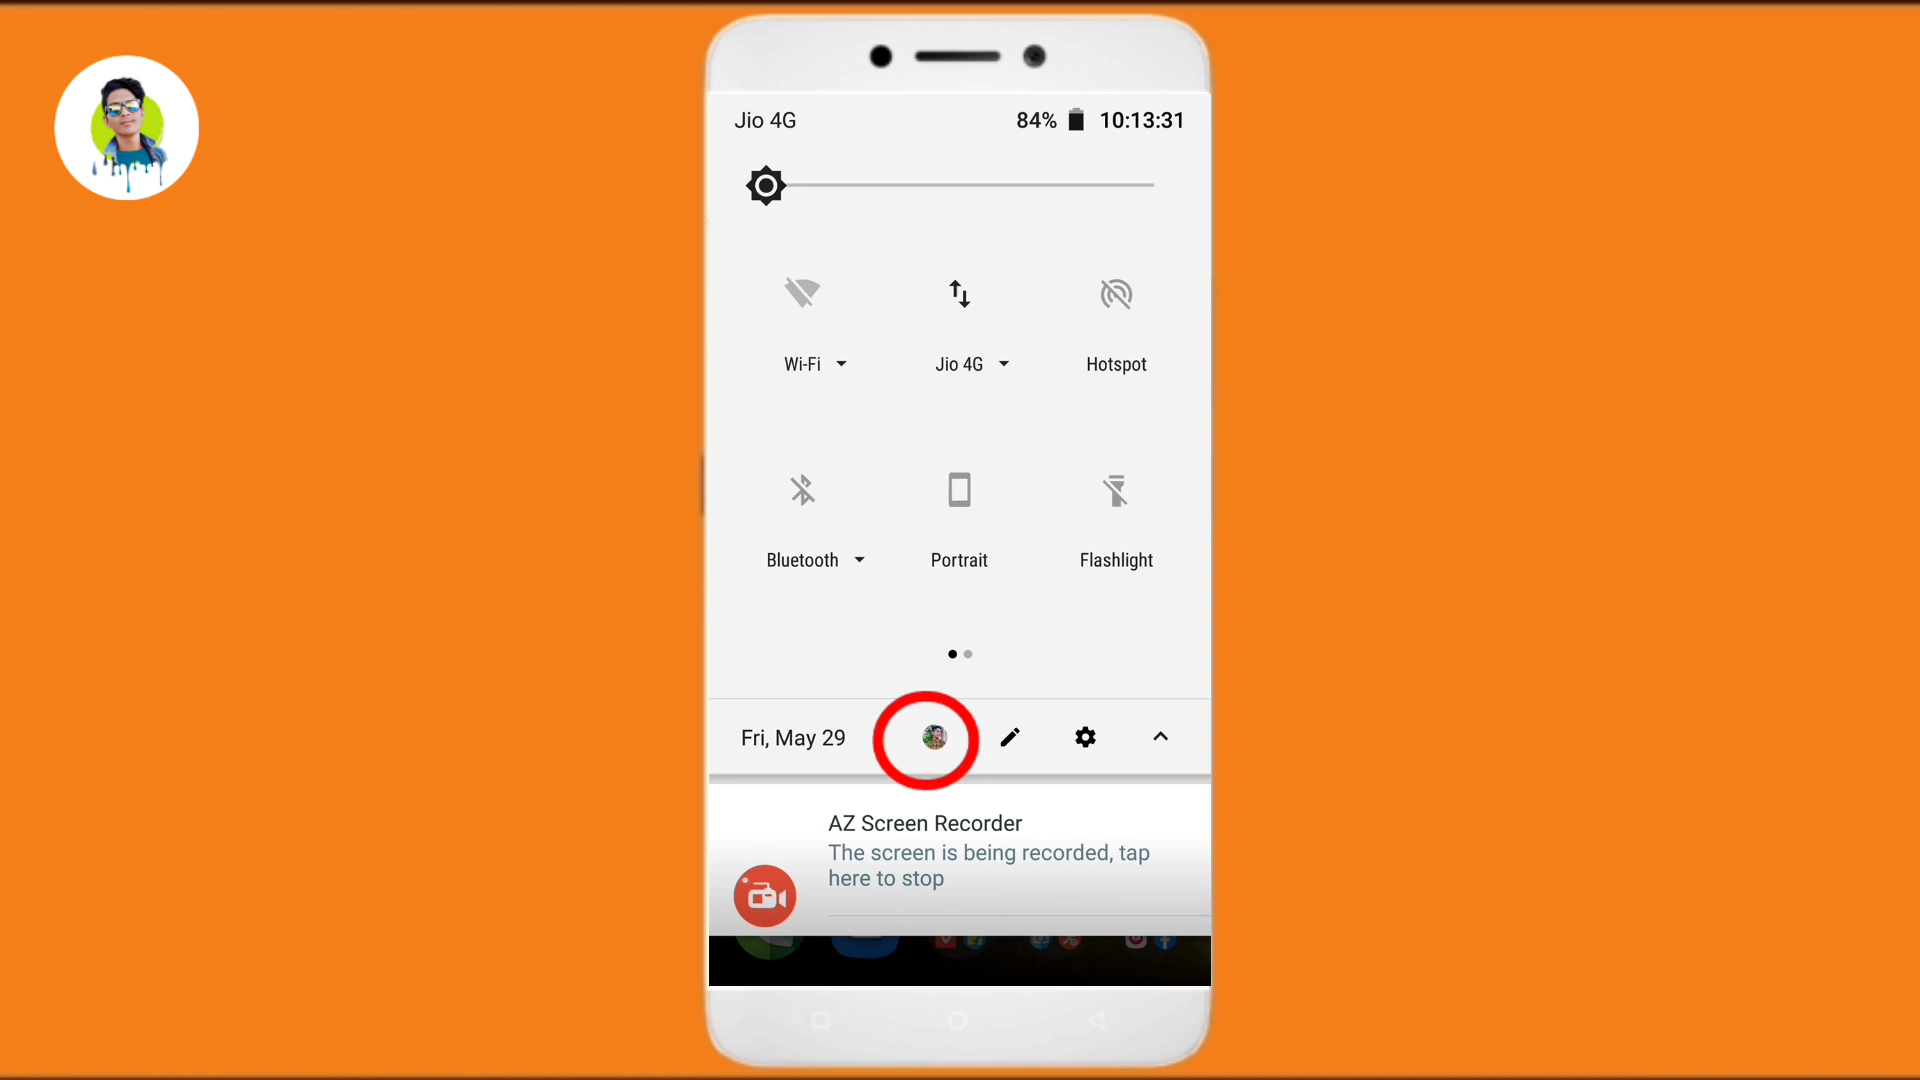 Jio 4G 84% 10:13:31
Wi-Fi Jio 4G Hotspot
Bluetooth Portrait Flashlight
Fri, May 29
AZ Screen Recorder
The screen is being recorded, tap
here to stop